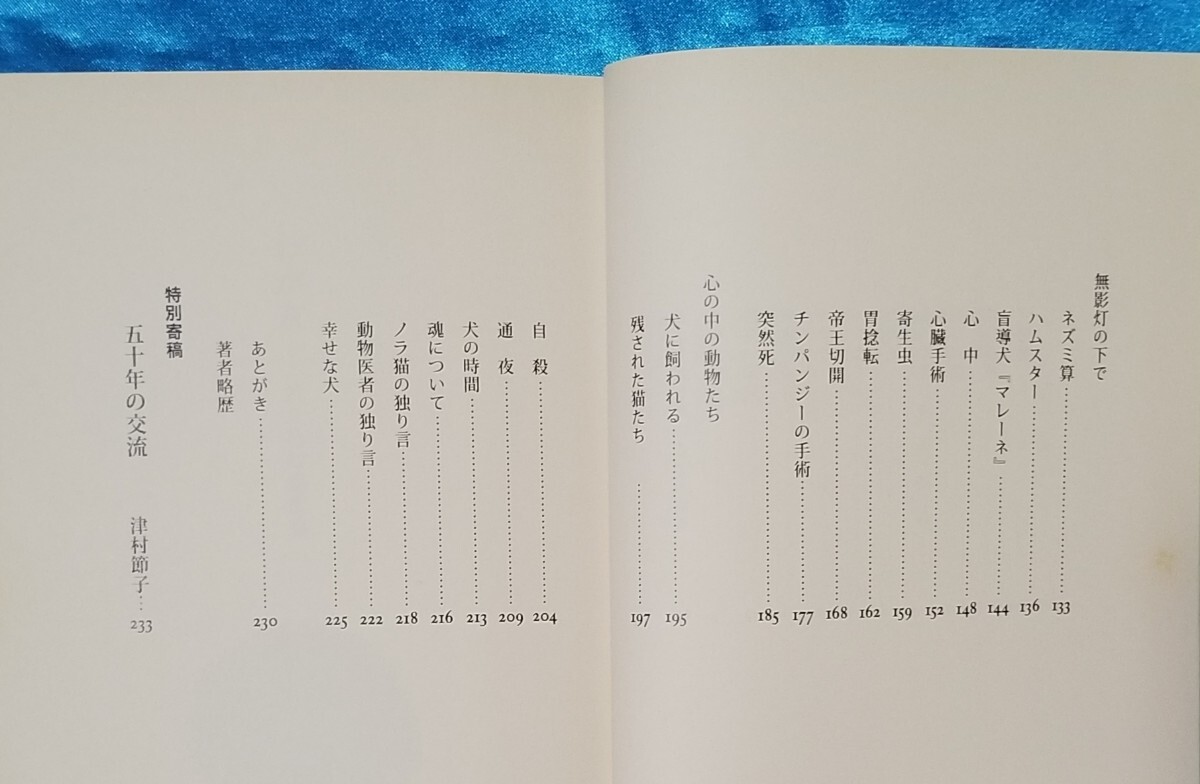 無影灯の下で
ネズミ算……133
ハムスター……136
盲導犬『マレーネ』……144
心　中……148
心臓手術……152
寄生虫……159
胃捻転……162
帝王切開……168
チンパンジーの手術……177
突然死……185
心の中の動物たち
犬に飼われる……195
残された猫たち……197
自　殺……204
通　夜……209
犬の時間……213
魂について……216
ノラ猫の独り言……218
動物医者の独り言……222
幸せな犬……225
あとがき……230
著者略歴
特別寄稿
五十年の交流　津村節子…233